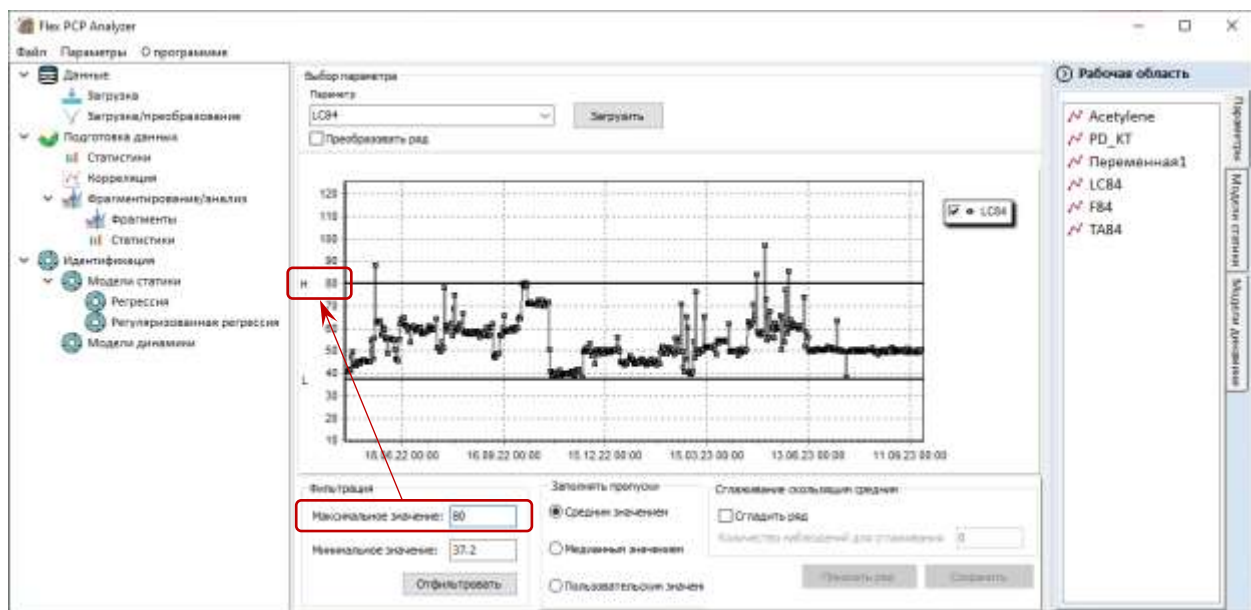 Flex PCP Analyzer
Файл Параметры О программе
Данные
Загрузка
Загрузка/преобразование
Подготовка данных
Статистики
Корреляция
Фрагментирование/анализ
Фрагменты
Статистики
Идентификация
Модели статики
Регрессия
Регуляризованная регрессия
Модели динамики
Выбор параметра
Параметр
LC84
Загрузить
Преобразовать ряд
120
110
100
90
H 80
70
60
50
40
L
30
20
10
16.06.22 00:00 16.09.22 00:00 15.12.22 00:00 15.03.23 00:00 13.06.23 00:00 11.09.23 00:00
LC84
Фильтрация
Максимальное значение: 80
Минимальное значение: 37.2
Отфильтровать
Заполнять пропуски
Средним значением
Медианным значением
Пользовательским значен
Сглаживание скользящим средним
Сгладить ряд
Количество наблюдений для сглаживания 0
Показать ряд Сохранить
Рабочая область
Acetylene
PD_KT
Переменная1
LC84
F84
TA84
Параметры
Модели статики
Модели динамики